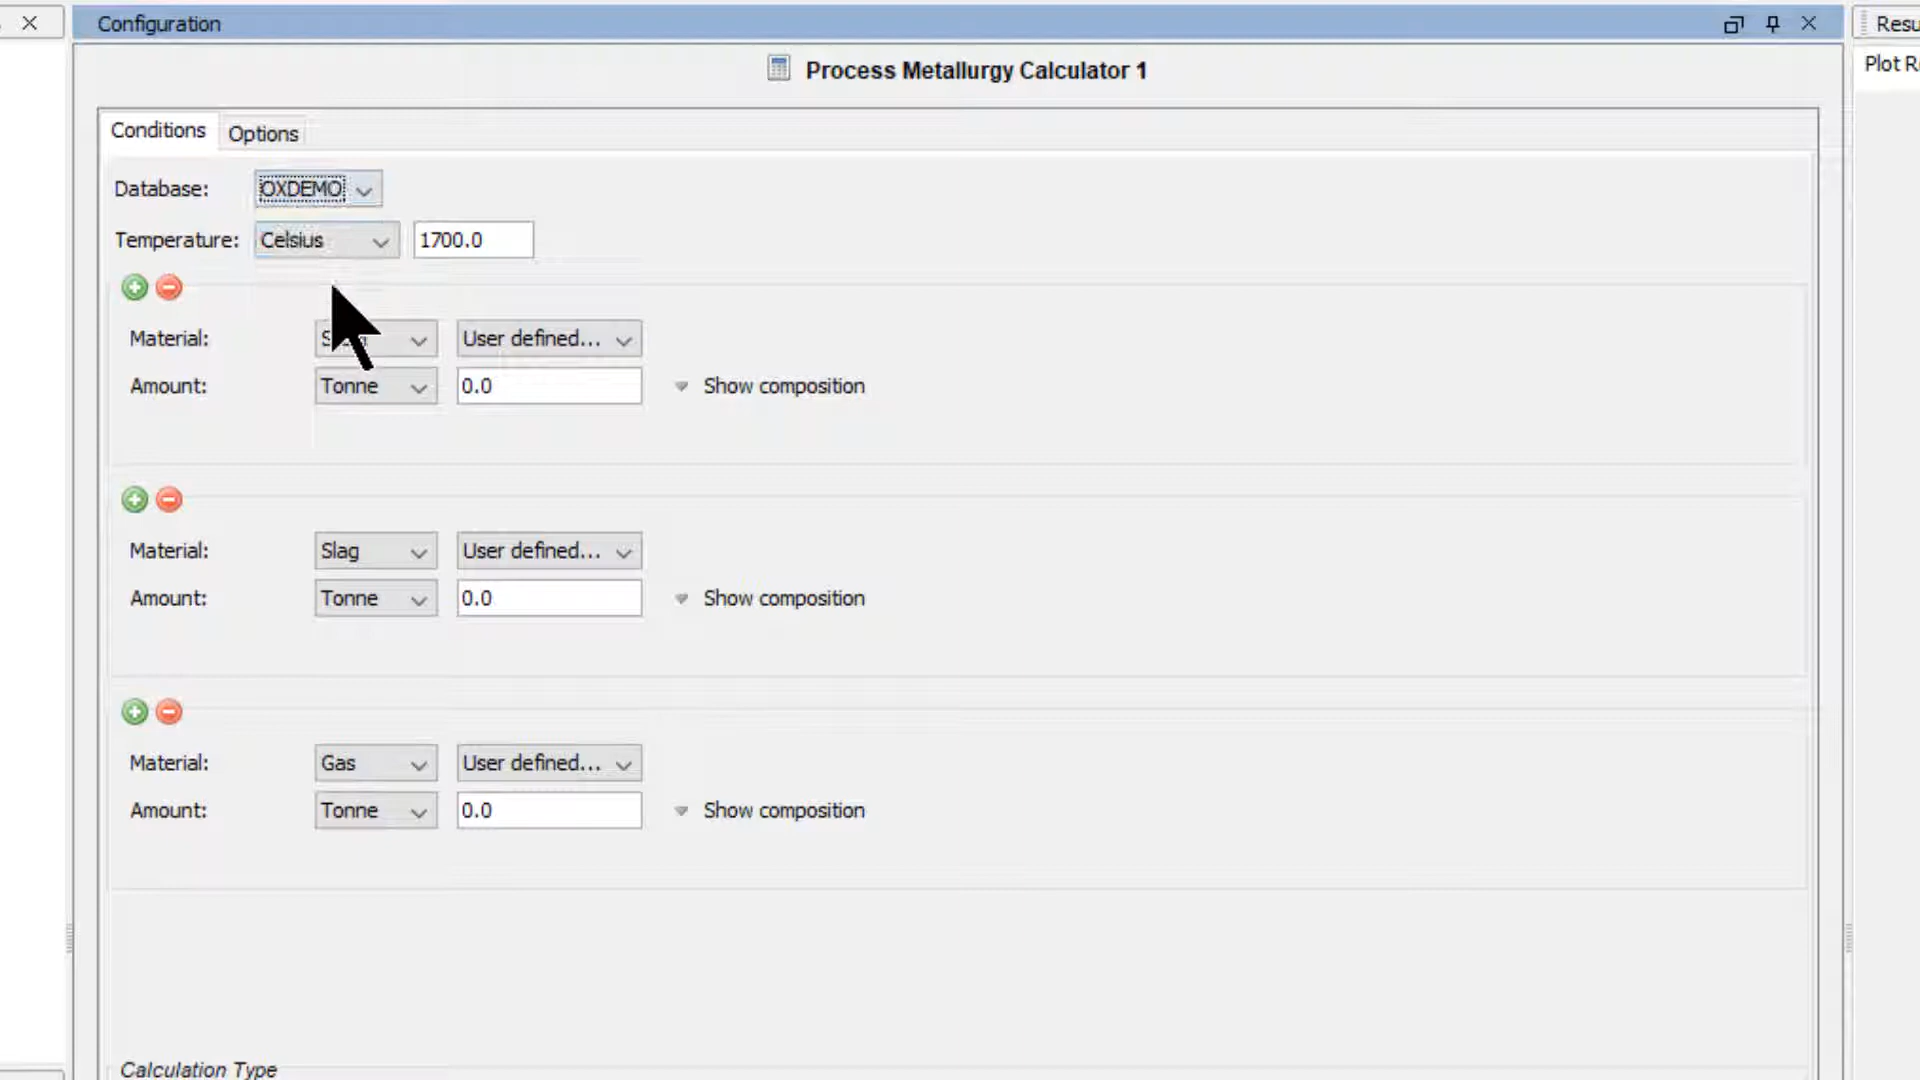 Configuration
Resu
Process Metallurgy Calculator 1
Plot R
Conditions
Options
Database: OXDEMO
Temperature: Celsius 1700.0
Material: User defined...
Amount: Tonne 0.0 Show composition
Material: Slag User defined...
Amount: Tonne 0.0 Show composition
Material: Gas User defined...
Amount: Tonne 0.0 Show composition
Calculation Type